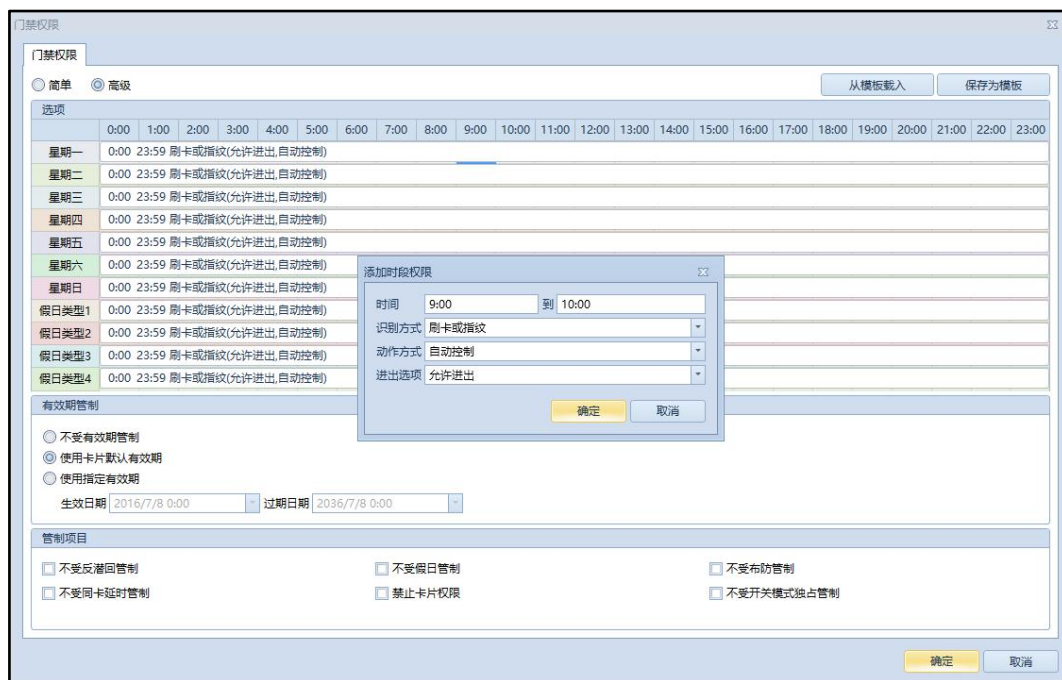 门禁权限
门禁权限
简单 高级 从模板载入 保存为模板
选项
0:00 1:00 2:00 3:00 4:00 5:00 6:00 7:00 8:00 9:00 10:00 11:00 12:00 13:00 14:00 15:00 16:00 17:00 18:00 19:00 20:00 21:00 22:00 23:00
星期一 0:00 23:59 刷卡或指纹(允许进出,自动控制)
星期二 0:00 23:59 刷卡或指纹(允许进出,自动控制)
星期三 0:00 23:59 刷卡或指纹(允许进出,自动控制)
星期四 0:00 23:59 刷卡或指纹(允许进出,自动控制)
星期五 0:00 23:59 刷卡或指纹(允许进出,自动控制)
星期六 0:00 23:59 刷卡或指纹(允许进出,自动控制)
星期日 0:00 23:59 刷卡或指纹(允许进出,自动控制)
假日类型1 0:00 23:59 刷卡或指纹(允许进出,自动控制)
假日类型2 0:00 23:59 刷卡或指纹(允许进出,自动控制)
假日类型3 0:00 23:59 刷卡或指纹(允许进出,自动控制)
假日类型4 0:00 23:59 刷卡或指纹(允许进出,自动控制)
添加时段权限
时间 9:00 到 10:00
识别方式 刷卡或指纹
动作方式 自动控制
进出选项 允许进出
确定 取消
有效期管制
不受有效期管制
使用卡片默认有效期
使用指定有效期
生效日期 2016/7/8 0:00 过期日期 2036/7/8 0:00
管制项目
不受反潜回管制 不受假日管制 不受布防管制
不受同卡延时管制 禁止卡片权限 不受开关模式独占管制
确定 取消